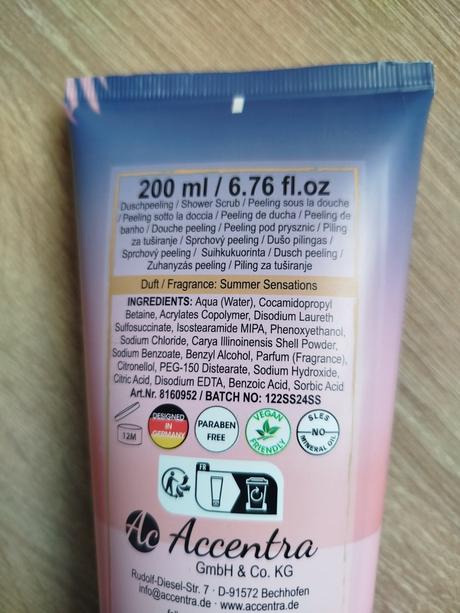 200 ml / 6.76 fl.oz
Duschpeeling / Shower Scrub / Peeling sous la douche
/ Peeling sotto la doccia / Peeling de ducha / Peeling de
banho / Douche peeling / Peeling pod prysznic / Piling
za tuširanje / Sprchový peeling / Dušo pilingas /
Sprchový peeling / Suihkukuorinta / Dusch peeling /
Zuhanyzás peeling / Piling za tuširanje
Duft / Fragrance: Summer Sensations
INGREDIENTS: Aqua (Water), Cocamidopropyl
Betaine, Acrylates Copolymer, Disodium Laureth
Sulfosuccinate, Isostearamide MIPA, Phenoxyethanol,
Sodium Chloride, Carya Illinoinensis Shell Powder,
Sodium Benzoate, Benzyl Alcohol, Parfum (Fragrance),
Citronellol, PEG-150 Distearate, Sodium Hydroxide,
Citric Acid, Disodium EDTA, Benzoic Acid, Sorbic Acid
Art.Nr. 8160952 / BATCH NO: 122SS24SS
12M
DESIGNED
IN
GERMANY
PARABEN
FREE
VEGAN
FRIENDLY
SLES
NO
MINERAL OIL
FR
Ac Accentra
GmbH & Co. KG
Rudolf-Diesel-Str. 7 · D-91572 Bechhofen
info@accentra.de · www.accentra.de